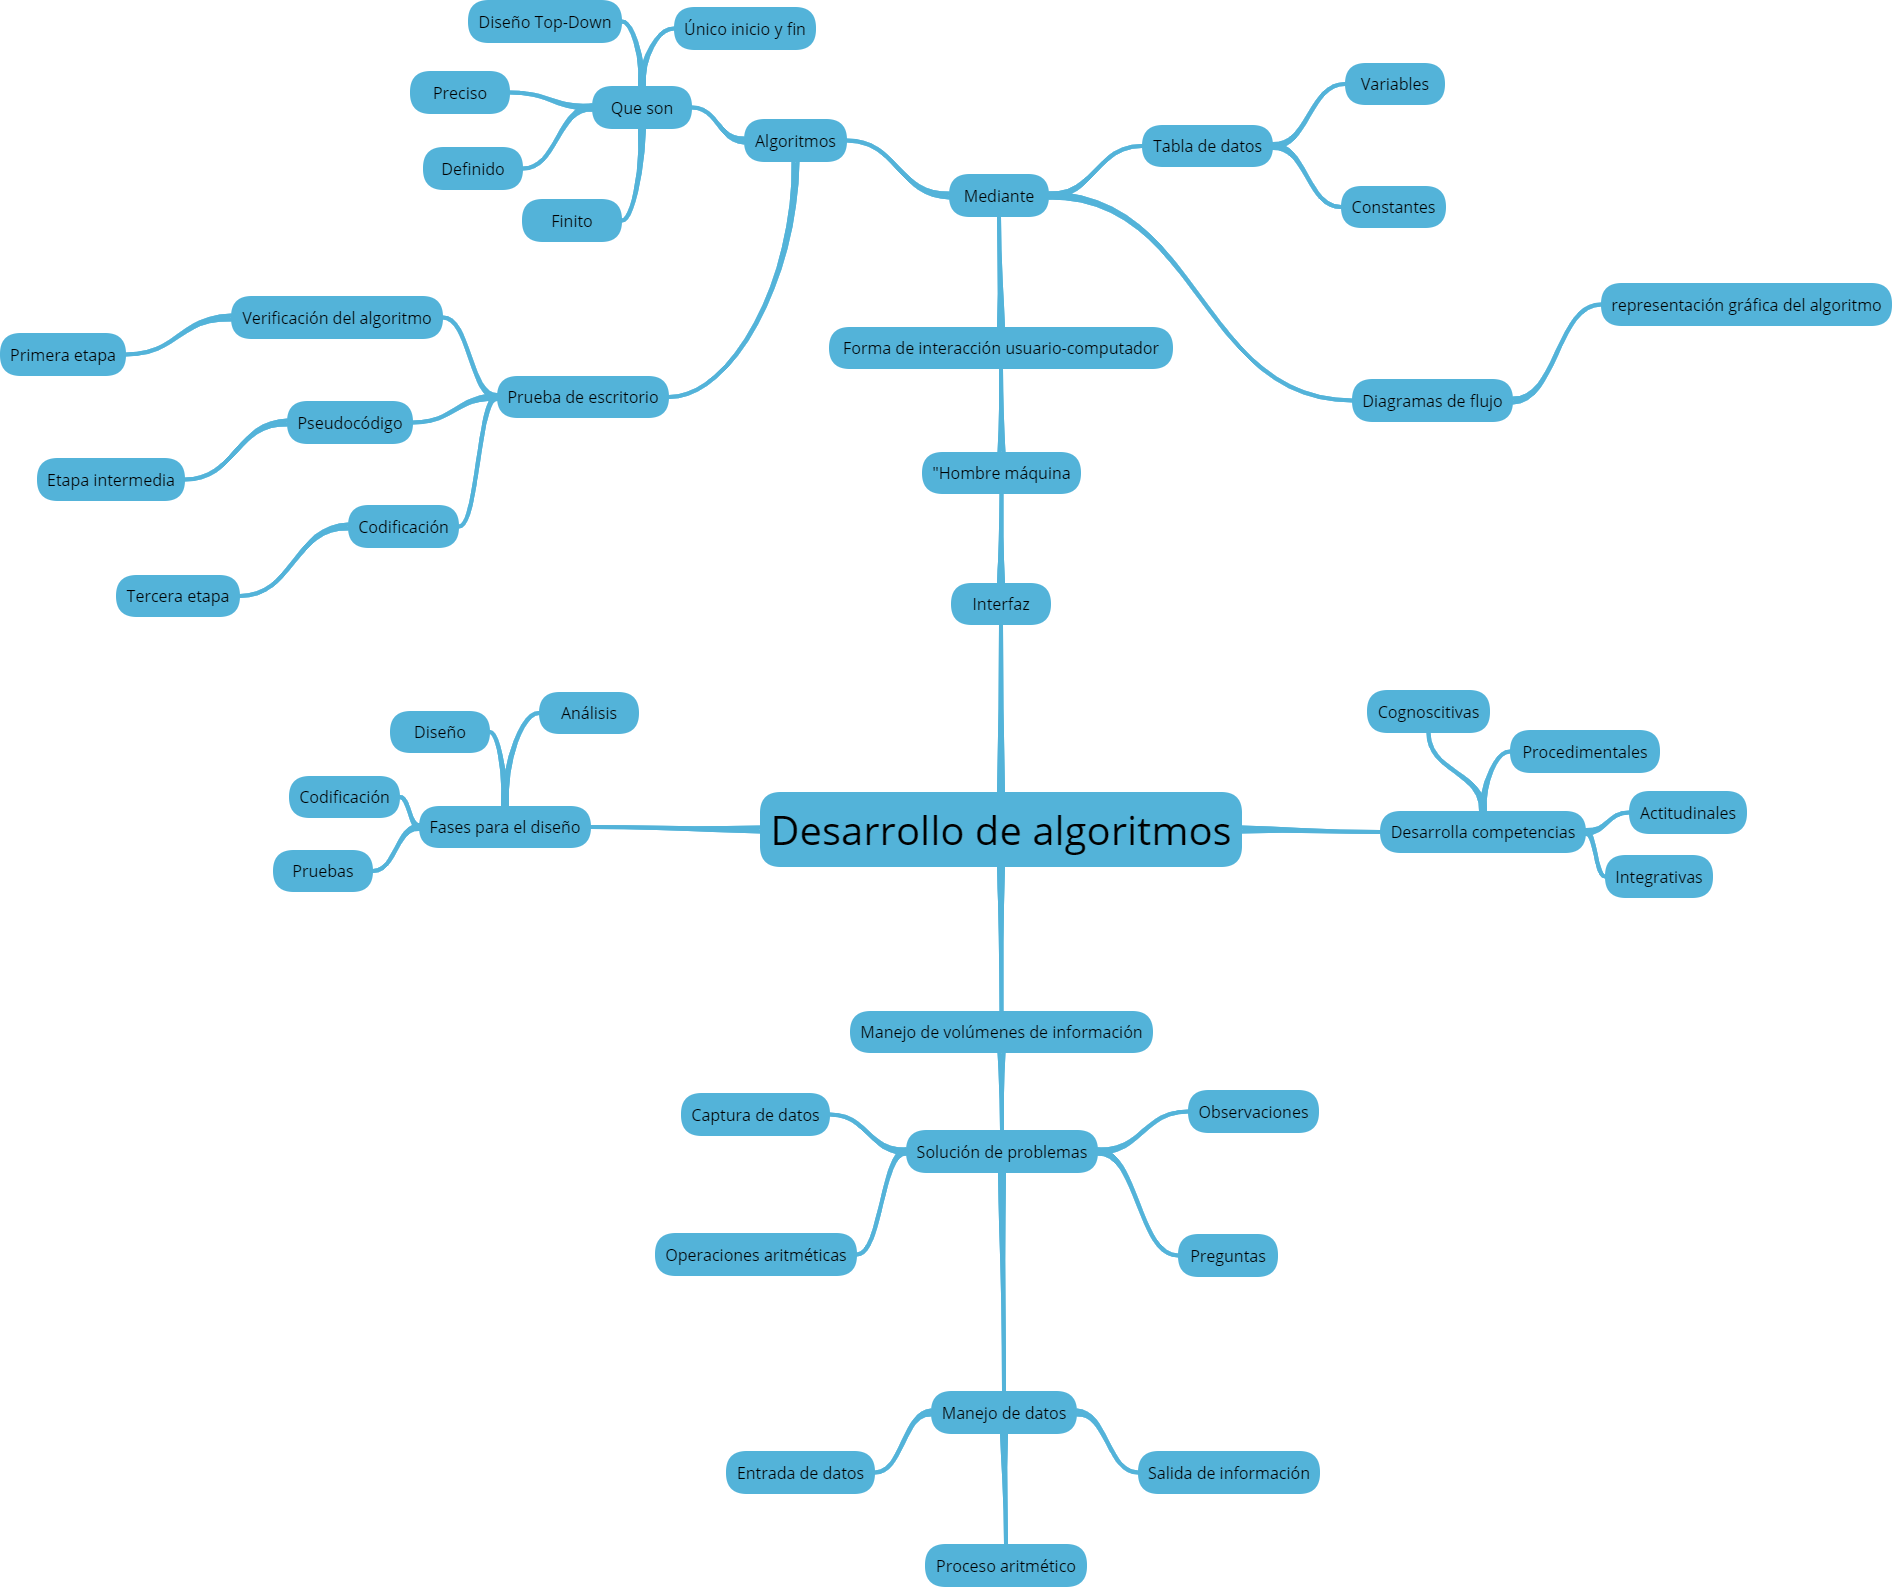 Diseño Top-Down
Único inicio y fin
Preciso
Que son
Definido
Finito
Algoritmos
Mediante
Tabla de datos
Variables
Constantes
representación gráfica del algoritmo
Diagramas de flujo
Verificación del algoritmo
Primera etapa
Prueba de escritorio
Pseudocódigo
Etapa intermedia
Codificación
Tercera etapa
Forma de interacción usuario-computador
"Hombre máquina
Interfaz
Análisis
Diseño
Codificación
Fases para el diseño
Pruebas
Desarrollo de algoritmos
Cognoscitivas
Procedimentales
Actitudinales
Desarrolla competencias
Integrativas
Manejo de volúmenes de información
Captura de datos
Observaciones
Solución de problemas
Operaciones aritméticas
Preguntas
Manejo de datos
Entrada de datos
Salida de información
Proceso aritmético